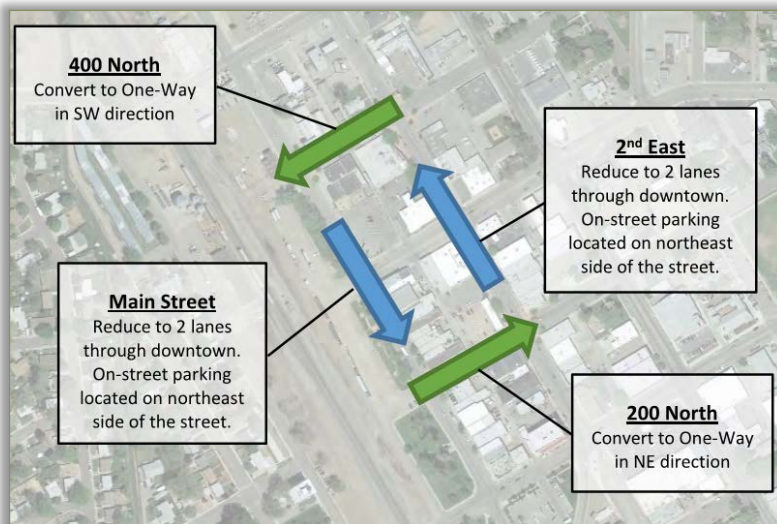 400 North
Convert to One-Way
in SW direction
2nd East
Reduce to 2 lanes
through downtown.
On-street parking
located on northeast
side of the street.
Main Street
Reduce to 2 lanes
through downtown.
On-street parking
located on northeast
side of the street.
200 North
Convert to One-Way
in NE direction